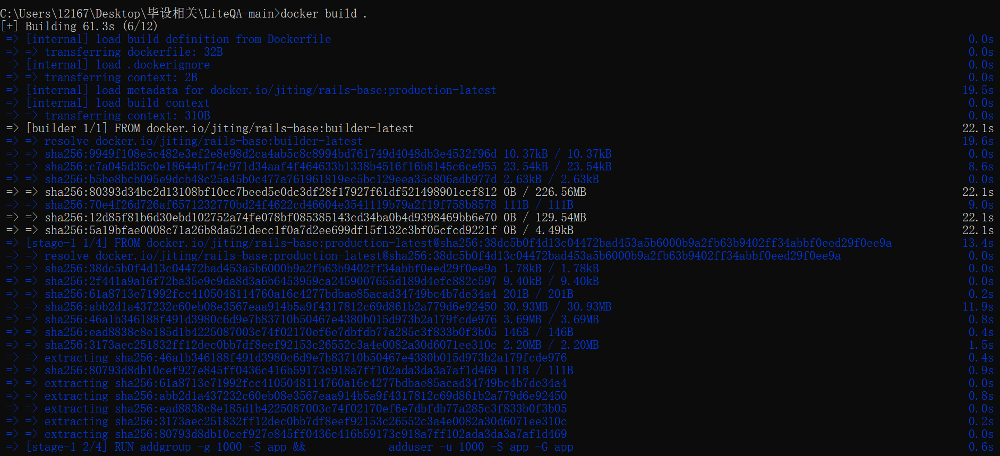 C:\Users\12167\Desktop\毕设相关\LiteQA-main>docker build .
[+] Building 61.3s (6/12)
=> [internal] load build definition from Dockerfile 0.0s
=> => transferring dockerfile: 32B 0.0s
=> [internal] load .dockerignore 0.0s
=> => transferring context: 2B 0.0s
=> [internal] load metadata for docker.io/jiting/rails-base:production-latest 19.5s
=> [internal] load build context 0.0s
=> => transferring context: 310B 0.0s
=> [builder 1/1] FROM docker.io/jiting/rails-base:builder-latest 22.1s
=> => resolve docker.io/jiting/rails-base:builder-latest 19.6s
=> => sha256:9949f108e5c482e3ef2e8e98d2ca4ab5c8c8994bd761749d4048db3e4532f96d 10.37kB / 10.37kB 0.0s
=> => sha256:c7a045d35c0e18644bf74c971d34aaf4f464633b1338b4516f16b8145c6ce955 23.54kB / 23.54kB 8.6s
=> => sha256:b5be8bcb095e9dcb48c25a45b0c477a761961819ec5bc129eea35c806adb977d 2.63kB / 2.63kB 0.0s
=> => sha256:80393d34bc2d13108bf10cc7beed5e0dc3df28f17927f61df521498901ccf812 0B / 226.56MB 22.1s
=> => sha256:70e4f26d726af6571232770bd24f4622cd46604e3541119b79a2f19f758b8578 111B / 111B 9.0s
=> => sha256:12d85f81b6d30ebd102752a74fe078bf085385143cd34ba0b4d9398469bb6e70 0B / 129.54MB 22.1s
=> => sha256:5a19bfae0008c71a26b8da521decc1f0a7d2ee699df15f132c3bf05cfcd9221f 0B / 4.49kB 22.1s
=> [stage-1 1/4] FROM docker.io/jiting/rails-base:production-latest@sha256:38dc5b0f4d13c04472bad453a5b6000b9a2fb63b9402ff34abbf0eed29f0ee9a 13.4s
=> => resolve docker.io/jiting/rails-base:production-latest@sha256:38dc5b0f4d13c04472bad453a5b6000b9a2fb63b9402ff34abbf0eed29f0ee9a 0.0s
=> => sha256:38dc5b0f4d13c04472bad453a5b6000b9a2fb63b9402ff34abbf0eed29f0ee9a 1.78kB / 1.78kB 0.0s
=> => sha256:2f441a9a16f72ba35e9c9da8d3a6b6453959ca2459007655d189d4efc882c597 9.40kB / 9.40kB 0.0s
=> => sha256:61a8713e71992fcc4105048114760a16c4277bdbae85acad34749bc4b7de34a4 201B / 201B 0.2s
=> => sha256:abb2d1a437232c60eb08e3567eaa914b5a9f4317812c69d861b2a779d6e92450 30.93MB / 30.93MB 11.9s
=> => sha256:46a1b346188f491d3980c6d9e7b83710b50467e4380b015d973b2a179fcde976 3.69MB / 3.69MB 0.8s
=> => sha256:ead8838c8e185d1b4225087003c74f02170ef6e7dbfdb77a285c3f833b0f3b05 146B / 146B 0.4s
=> => sha256:3173aec251832ff12dec0bb7df8eef92153c26552c3a4e0082a30d6071ee310c 2.20MB / 2.20MB 1.5s
=> => extracting sha256:46a1b346188f491d3980c6d9e7b83710b50467e4380b015d973b2a179fcde976 0.4s
=> => sha256:80793d8db10cef927e845ff0436c416b59173c918a7ff102ada3da3a7af1d469 111B / 111B 0.9s
=> => extracting sha256:61a8713e71992fcc4105048114760a16c4277bdbae85acad34749bc4b7de34a4 0.0s
=> => extracting sha256:abb2d1a437232c60eb08e3567eaa914b5a9f4317812c69d861b2a779d6e92450 0.8s
=> => extracting sha256:ead8838c8e185d1b4225087003c74f02170ef6e7dbfdb77a285c3f833b0f3b05 0.0s
=> => extracting sha256:3173aec251832ff12dec0bb7df8eef92153c26552c3a4e0082a30d6071ee310c 0.2s
=> => extracting sha256:80793d8db10cef927e845ff0436c416b59173c918a7ff102ada3da3a7af1d469 0.0s
=> [stage-1 2/4] RUN addgroup -g 1000 -S app && adduser -u 1000 -S app -G app 0.6s